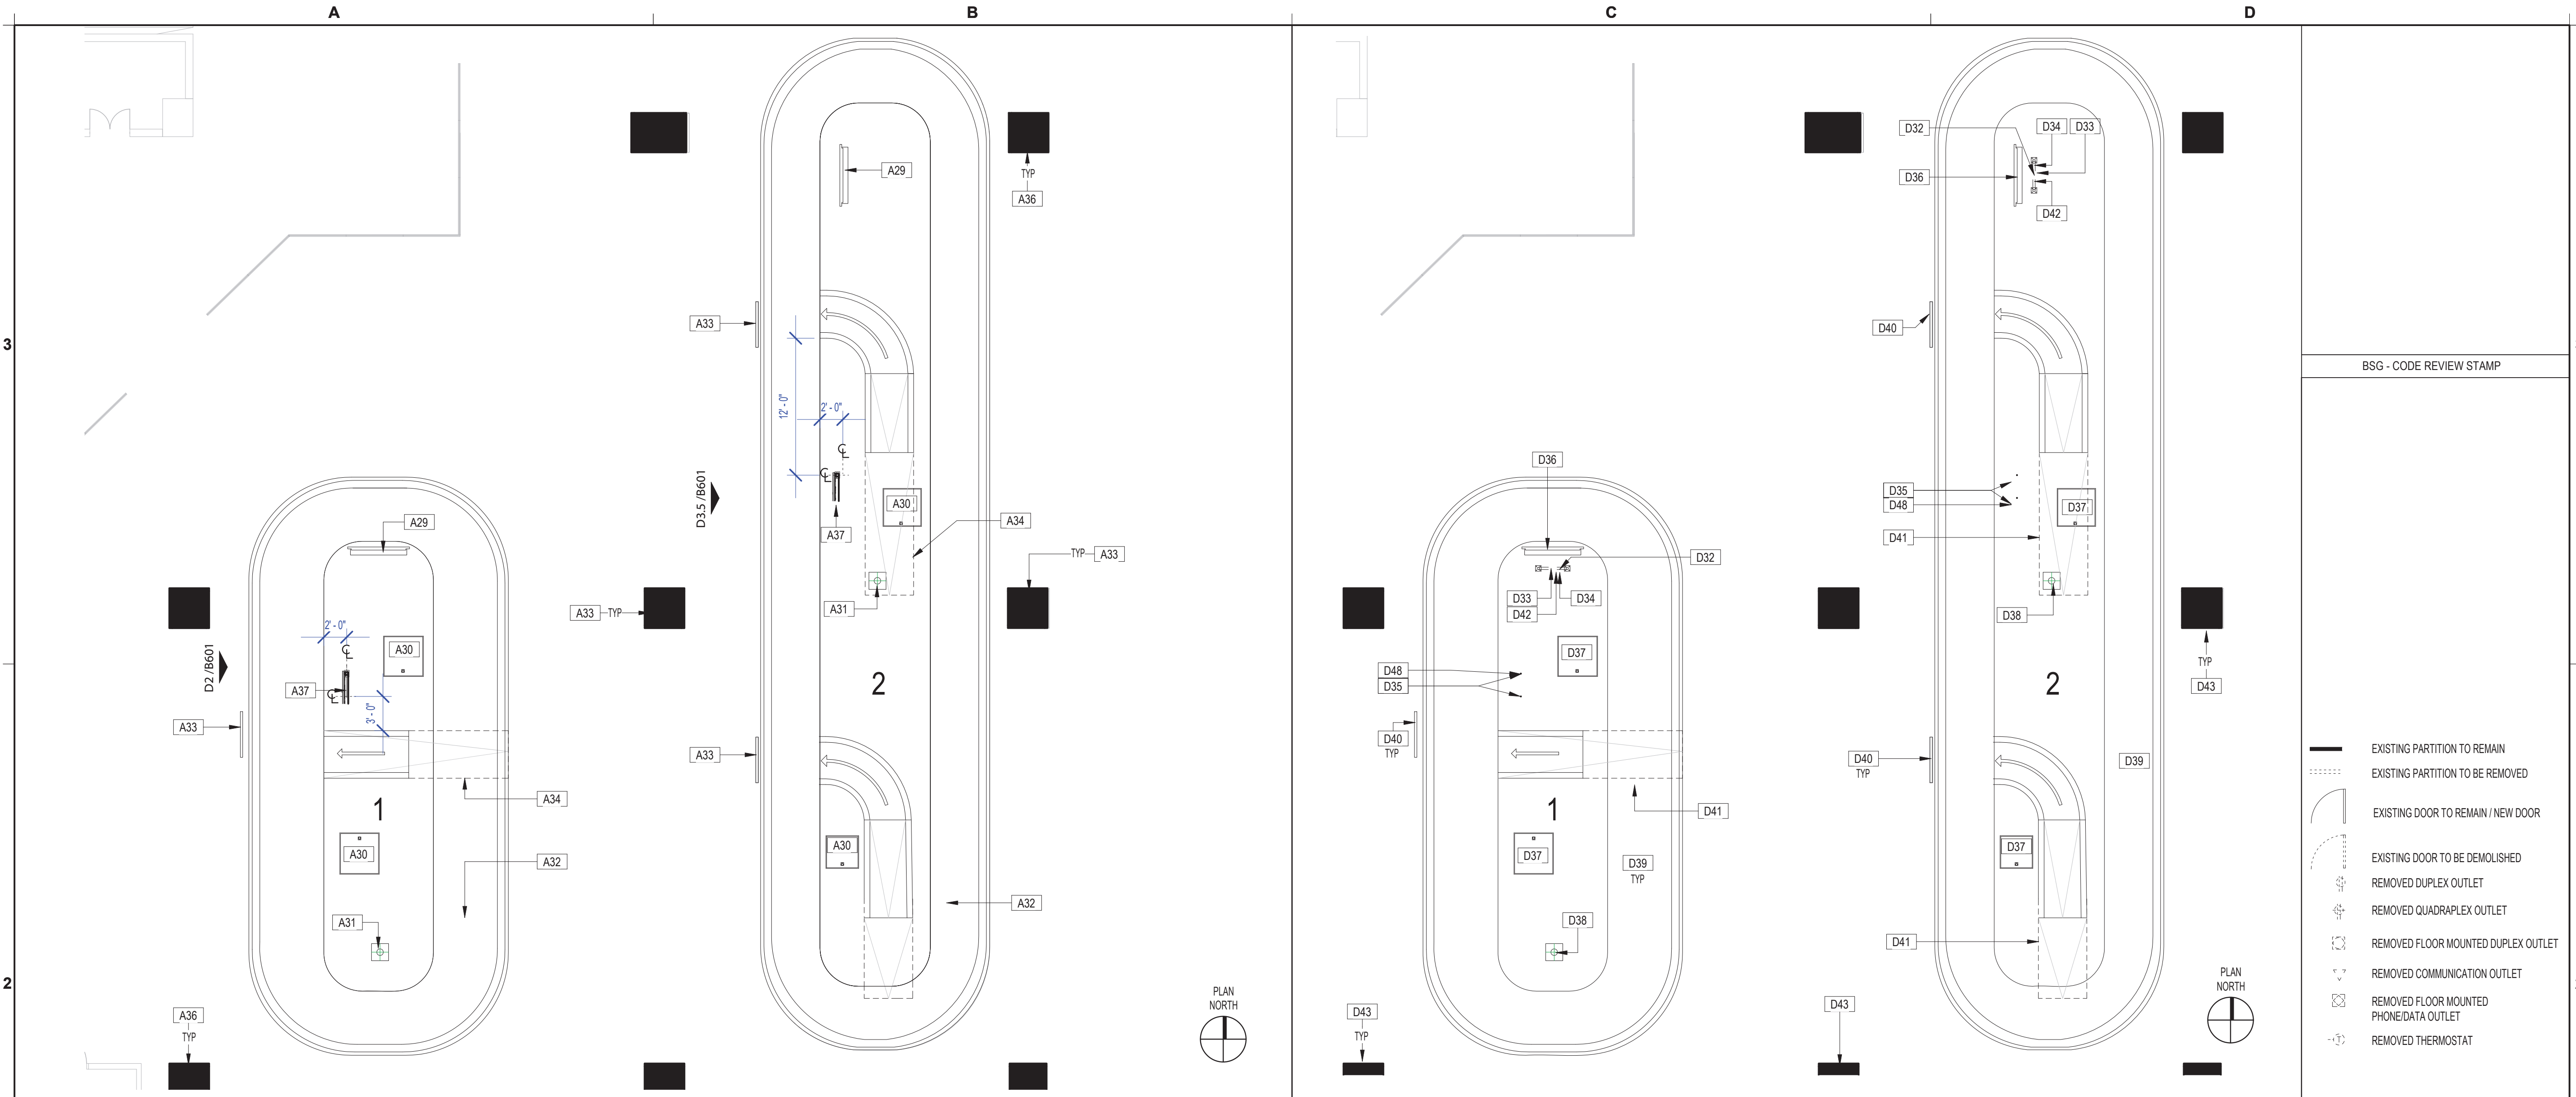 A
B
C
D
3
2
A29
TYP
A36
A33
12' - 0"
2' - 0"
C
L
C
L
D3.5 /B601
A37
A30
A34
TYP
A33
A31
A33
TYP
2
A33
A30
A32
A29
2' - 0"
C
L
C
L
A30
D2 /B601
A37
3' - 0"
A33
A34
1
A30
A32
A31
A36
TYP
PLAN
NORTH
D32
D34
D33
D36
D42
D40
D35
D48
D37
D41
D38
2
TYP
D43
D40
TYP
D39
D37
D41
D36
D32
D33
D34
D42
D37
D48
D35
D40
TYP
D41
1
D37
D39
TYP
D38
D43
TYP
D43
PLAN
NORTH
BSG - CODE REVIEW STAMP
EXISTING PARTITION TO REMAIN
EXISTING PARTITION TO BE REMOVED
EXISTING DOOR TO REMAIN / NEW DOOR
EXISTING DOOR TO BE DEMOLISHED
REMOVED DUPLEX OUTLET
REMOVED QUADRAPLEX OUTLET
REMOVED FLOOR MOUNTED DUPLEX OUTLET
REMOVED COMMUNICATION OUTLET
REMOVED FLOOR MOUNTED
PHONE/DATA OUTLET
T
REMOVED THERMOSTAT